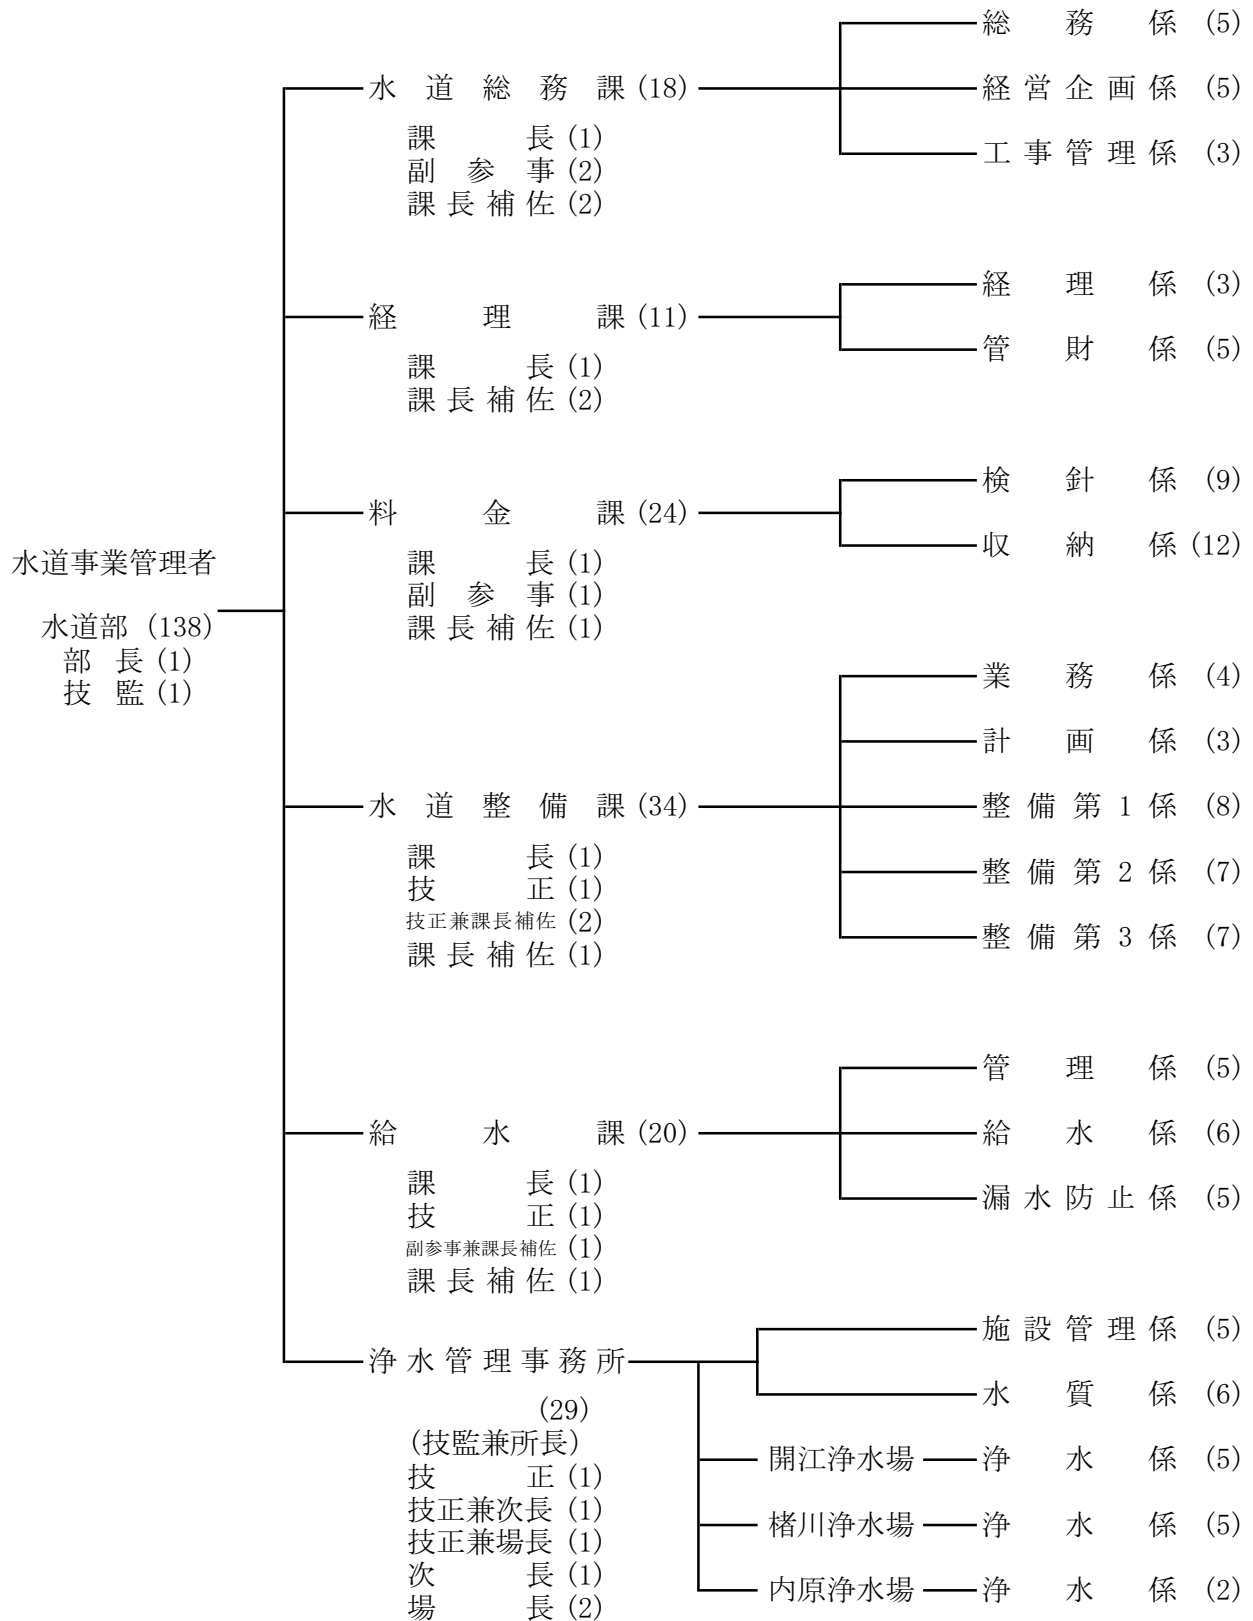 水道事業管理者
水道部 (138)
部長 (1)
技監 (1)
水道総務課 (18)
課長 (1)
副参事 (2)
課長補佐 (2)
総務係 (5)
経営企画係 (5)
工事管理係 (3)
経理課 (11)
課長 (1)
課長補佐 (2)
経理係 (3)
管財係 (5)
料金課 (24)
課長 (1)
副参事 (1)
課長補佐 (1)
検針係 (9)
収納係 (12)
水道整備課 (34)
課長 (1)
技正 (1)
技正兼課長補佐 (2)
課長補佐 (1)
業務係 (4)
計画係 (3)
整備第1係 (8)
整備第2係 (7)
整備第3係 (7)
給水課 (20)
課長 (1)
技正 (1)
副参事兼課長補佐 (1)
課長補佐 (1)
管理係 (5)
給水係 (6)
漏水防止係 (5)
浄水管理事務所
(29)
(技監兼所長)
技正 (1)
技正兼次長 (1)
技正兼場長 (1)
次長 (1)
場長 (2)
施設管理係 (5)
水質係 (6)
開江浄水場 浄水係 (5)
楮川浄水場 浄水係 (5)
内原浄水場 浄水係 (2)